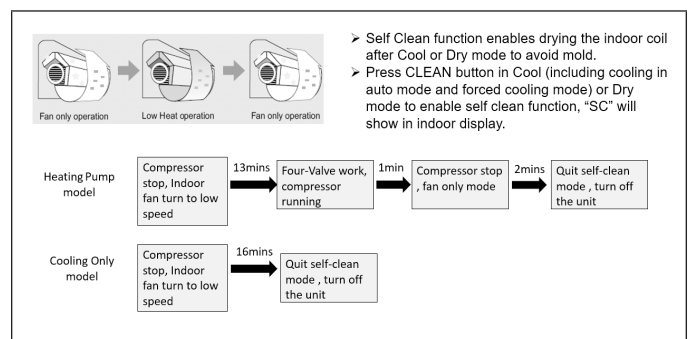 Fan only operation
Low Heat operation
Fan only operation
➢ Self Clean function enables drying the indoor coil
after Cool or Dry mode to avoid mold.
➢ Press CLEAN button in Cool (including cooling in
auto mode and forced cooling mode) or Dry
mode to enable self clean function, “SC” will
show in indoor display.
Heating Pump
model
Compressor
stop, Indoor
fan turn to low
speed
13mins
Four-Valve work,
compressor
running
1min
Compressor stop
, fan only mode
2mins
Quit self-clean
mode , turn off
the unit
Cooling Only
model
Compressor
stop, Indoor
fan turn to low
speed
16mins
Quit self-clean
mode , turn off
the unit